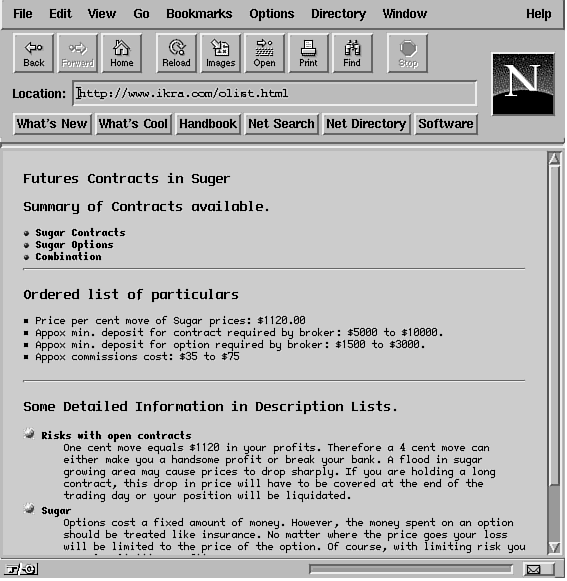 File Edit View Go Bookmarks Options Directory Window Help
Back Forward Home Reload Images Open Print Find Stop
Location: http://www.ikra.com/olist.html
N
What's New What's Cool Handbook Net Search Net Directory Software
Futures Contracts in Suger
Summary of Contracts available.
Sugar Contracts
Sugar Options
Combination
Ordered list of particulars
Price per cent move of Sugar prices: $1120.00
Appox min. deposit for contract required by broker: $5000 to $10000.
Appox min. deposit for option required by broker: $1500 to $3000.
Appox commissions cost: $35 to $75
Some Detailed Information in Description Lists.
Risks with open contracts
One cent move equals $1120 in your profits. Therefore a 4 cent move can
either make you a handsome profit or break your bank. A flood in sugar
growing area may cause prices to drop sharply. If you are holding a long
contract, this drop in price will have to be covered at the end of the
trading day or your position will be liquidated.
Sugar
Options cost a fixed amount of money. However, the money spent on an option
should be treated like insurance. No matter where the price goes your loss
will be limited to the price of the option. Of course, with limiting risk you